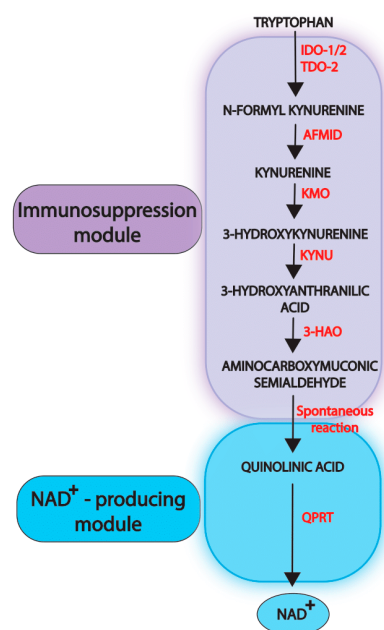 TRYPTOPHAN
IDO-1/2
TDO-2
N-FORMYL KYNURENINE
AFMID
KYNURENINE
KMO
Immunosuppression
module
3-HYDROXYKYNURENINE
KYNU
3-HYDROXYANTHRANILIC
ACID
3-HAO
AMINOCARBOXYMUCONIC
SEMIALDEHYDE
Spontaneous
reaction
QUINOLINIC ACID
NAD+ - producing
module
QPRT
NAD+